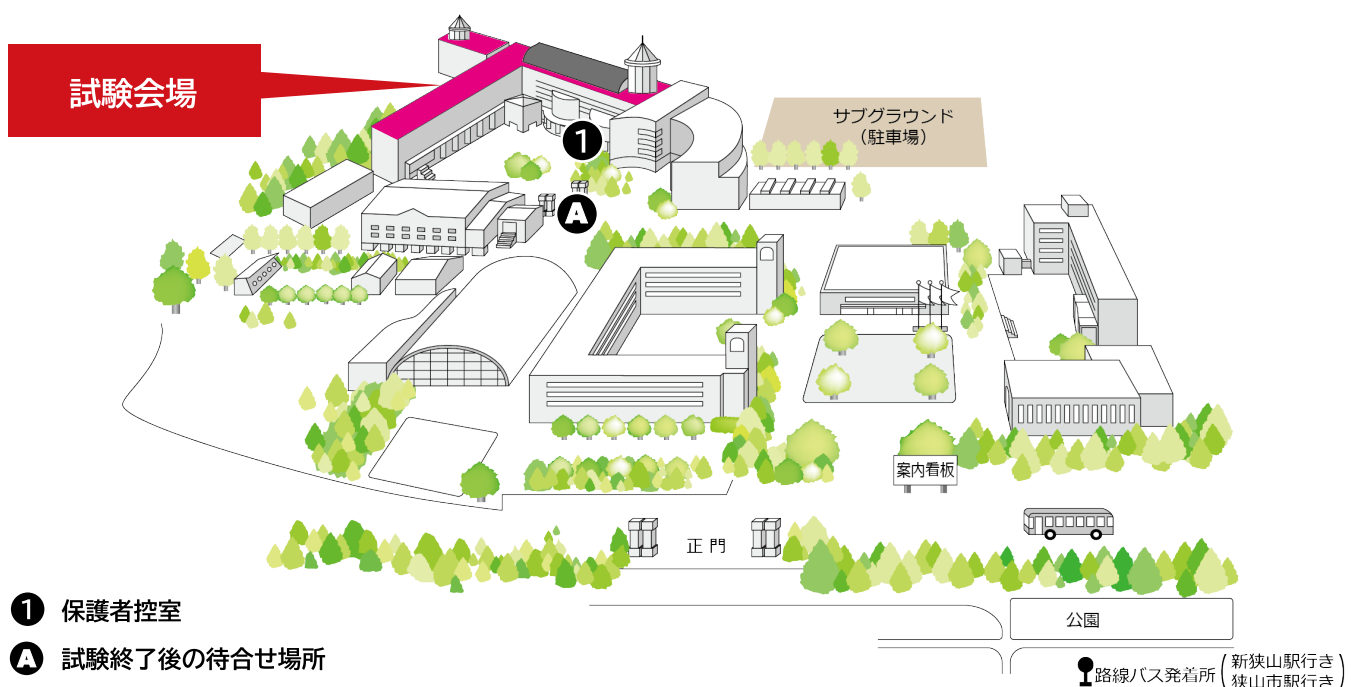 試験会場
サブグラウンド
（駐車場）
1
A
案内看板
正門
公園
路線バス発着所（新狭山駅行き
狭山市駅行き）
1 保護者控室
A 試験終了後の待合せ場所